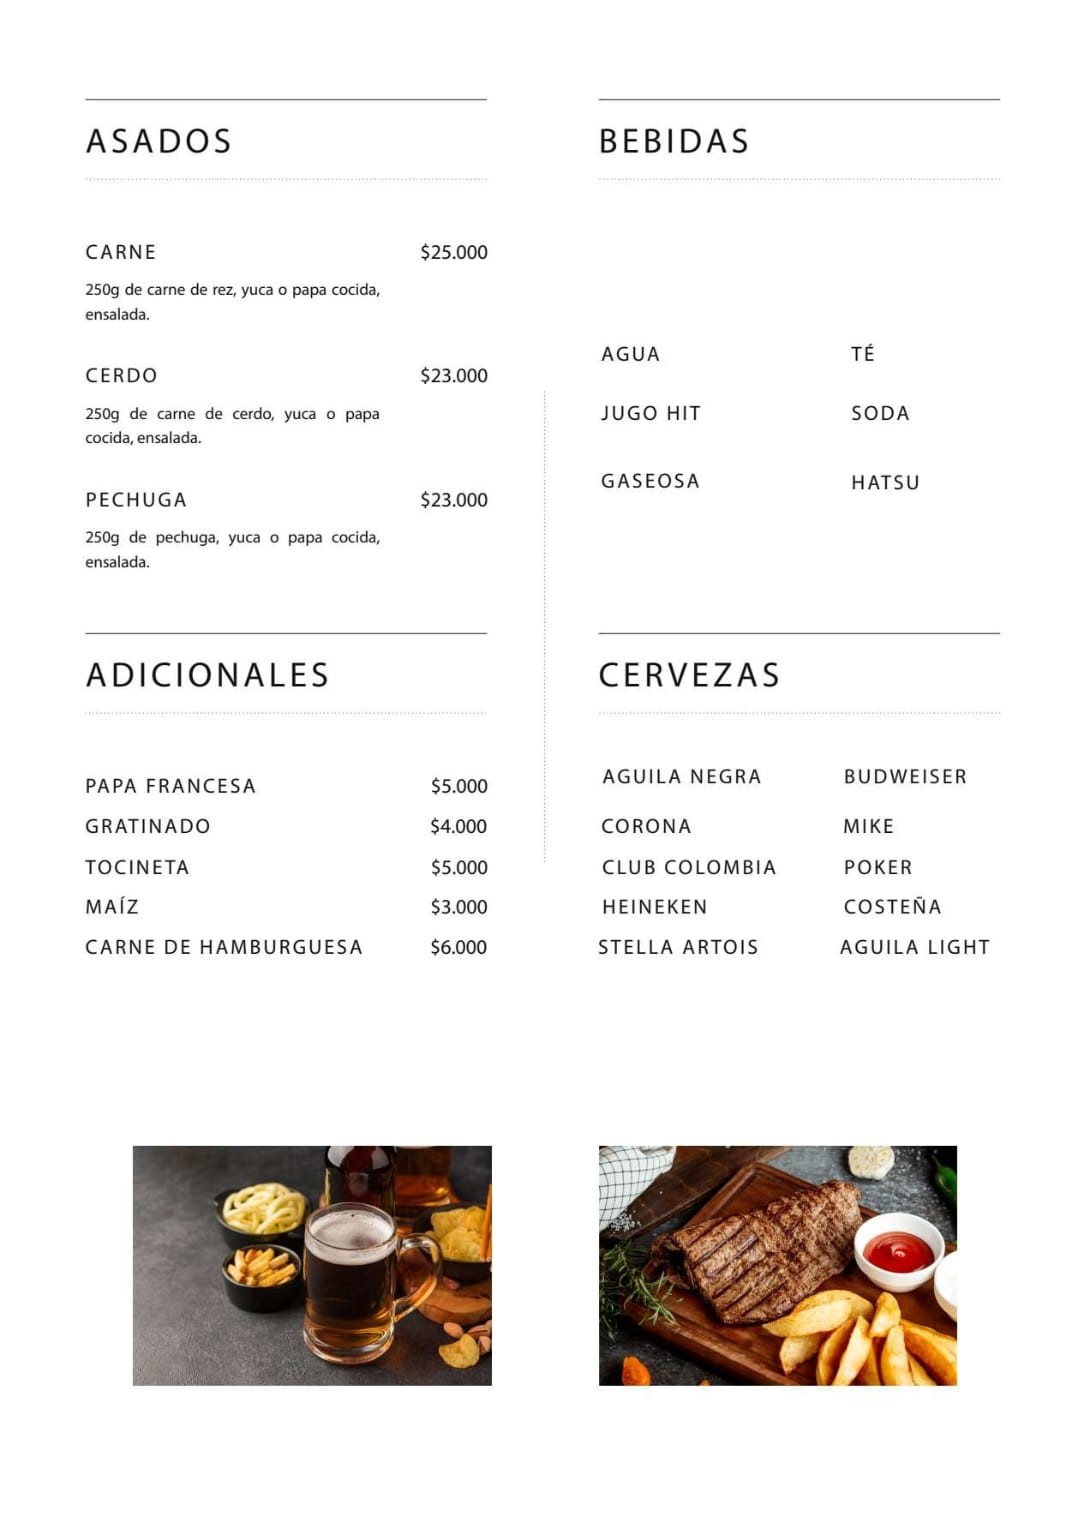 ASADOS
CARNE $25.000
250g de carne de rez, yuca o papa cocida,
ensalada.
CERDO $23.000
250g de carne de cerdo, yuca o papa
cocida, ensalada.
PECHUGA $23.000
250g de pechuga, yuca o papa cocida,
ensalada.
ADICIONALES
PAPA FRANCESA $5.000
GRATINADO $4.000
TOCINETA $5.000
MAÍZ $3.000
CARNE DE HAMBURGUESA $6.000
BEBIDAS
AGUA TÉ
JUGO HIT SODA
GASEOSA HATSU
CERVEZAS
AGUILA NEGRA BUDWEISER
CORONA MIKE
CLUB COLOMBIA POKER
HEINEKEN COSTEÑA
STELLA ARTOIS AGUILA LIGHT